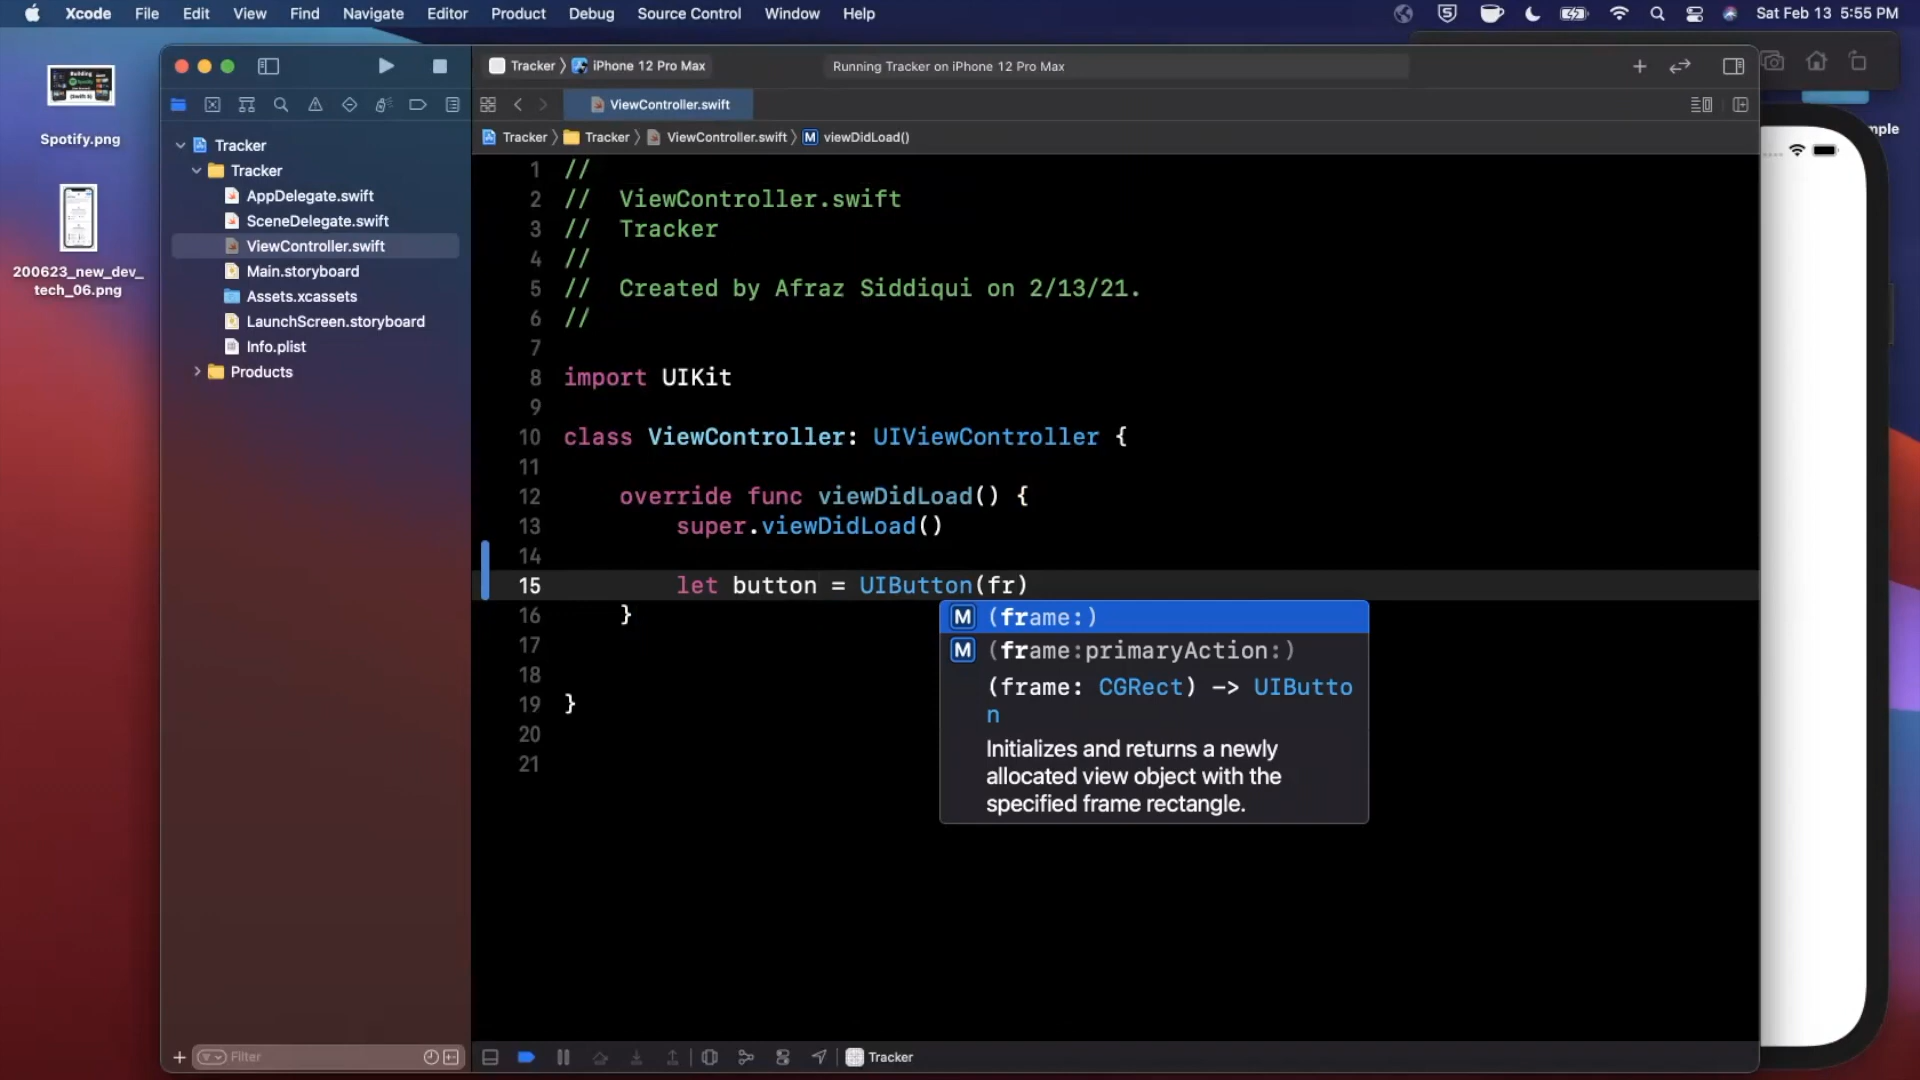 Xcode File Edit View Find Navigate Editor Product Debug Source Control Window Help
Sat Feb 13 5:55 PM
Tracker iPhone 12 Pro Max
Running Tracker on iPhone 12 Pro Max
ViewController.swift
Tracker Tracker ViewController.swift M viewDidLoad()
Spotify.png
200623_new_dev_
tech_06.png
mple
Tracker
Tracker
AppDelegate.swift
SceneDelegate.swift
ViewController.swift
Main.storyboard
Assets.xcassets
LaunchScreen.storyboard
Info.plist
Products
1 //
2 // ViewController.swift
3 // Tracker
4 //
5 // Created by Afraz Siddiqui on 2/13/21.
6 //
7
8 import UIKit
9
10 class ViewController: UIViewController {
11
12 override func viewDidLoad() {
13 super.viewDidLoad()
14
15 let button = UIButton(fr)
16 }
17
18
19 }
20
21
M (frame:)
M (frame:primaryAction:)
(frame: CGRect) -> UIButto
n
Initializes and returns a newly
allocated view object with the
specified frame rectangle.
Filter
Tracker